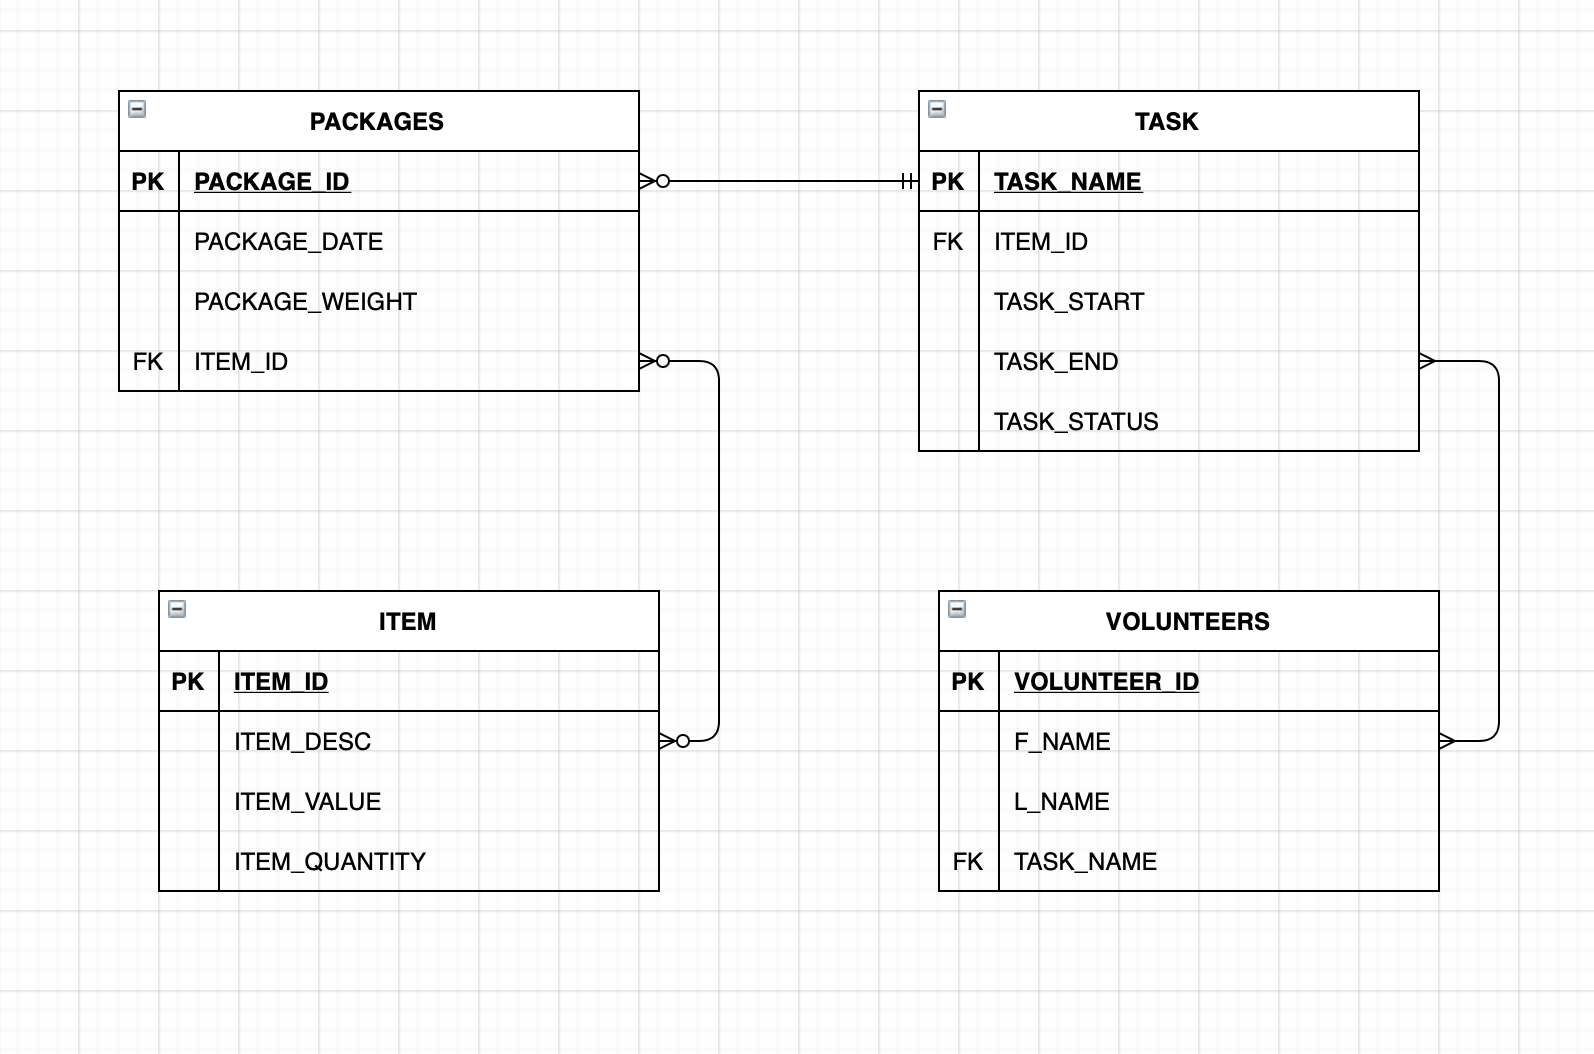 PACKAGES
PK PACKAGE_ID
PACKAGE_DATE
PACKAGE_WEIGHT
FK ITEM_ID
TASK
PK TASK_NAME
FK ITEM_ID
TASK_START
TASK_END
TASK_STATUS
ITEM
PK ITEM_ID
ITEM_DESC
ITEM_VALUE
ITEM_QUANTITY
VOLUNTEERS
PK VOLUNTEER_ID
F_NAME
L_NAME
FK TASK_NAME